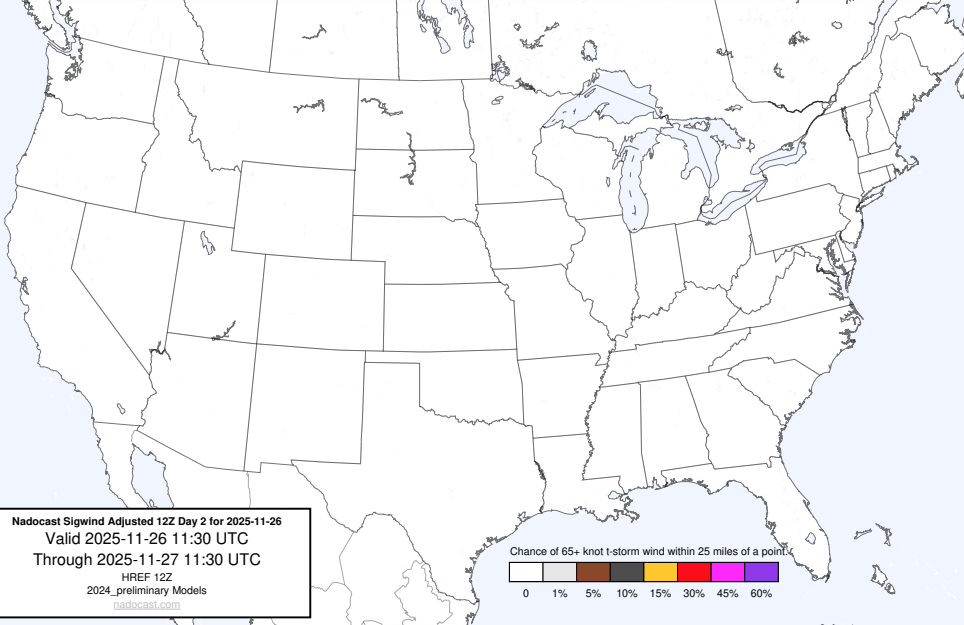 Nadocast Sigwind Adjusted 12Z Day 2 for 2025-11-26
Valid 2025-11-26 11:30 UTC
Through 2025-11-27 11:30 UTC
HREF 12Z
2024_preliminary Models
nadocast.com
Chance of 65+ knot t-storm wind within 25 miles of a point.
0 1% 5% 10% 15% 30% 45% 60%